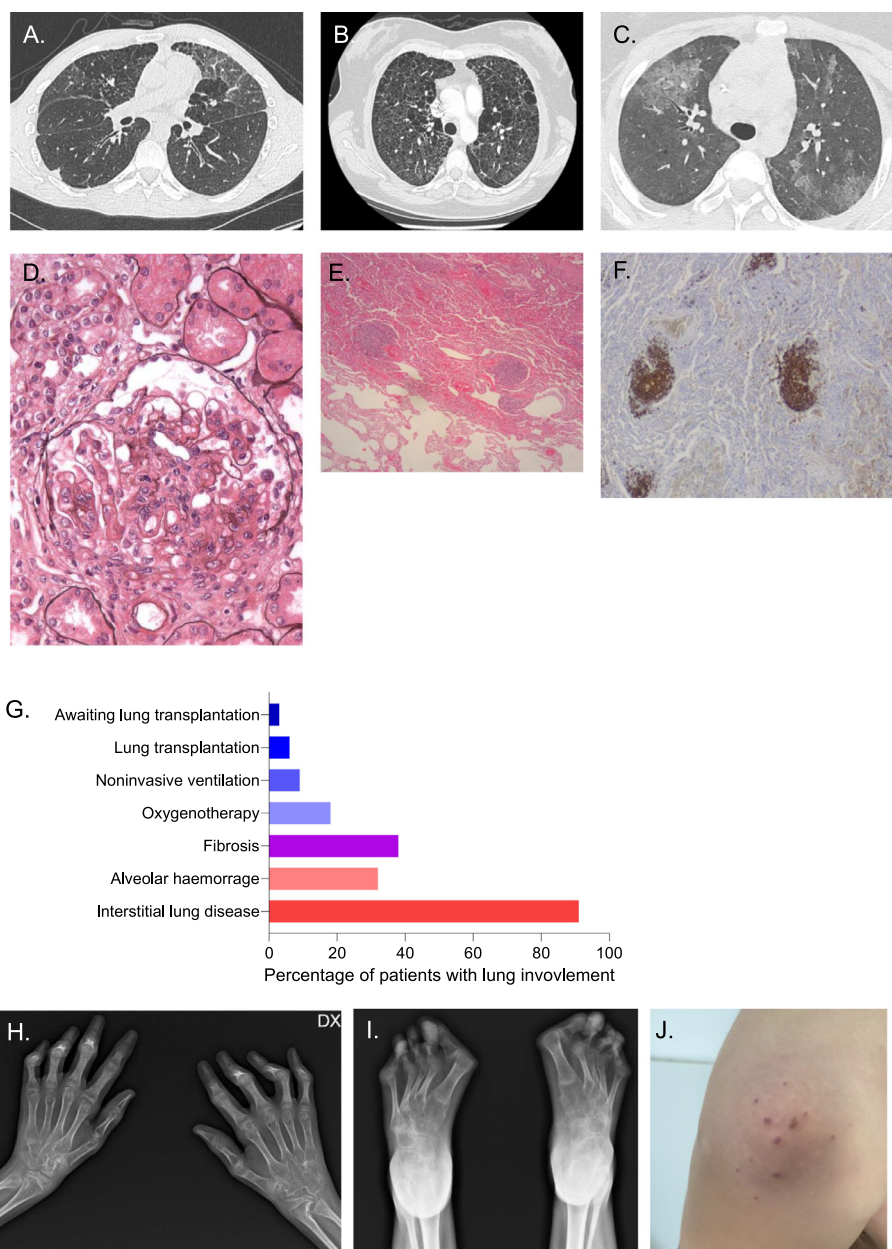 A.
B.
C.
D.
E.
F.
G.
Awaiting lung transplantation
Lung transplantation
Noninvasive ventilation
Oxygenotherapy
Fibrosis
Alveolar haemorrage
Interstitial lung disease
0 20 40 60 80 100
Percentage of patients with lung invovlement
H.
DX
I.
J.